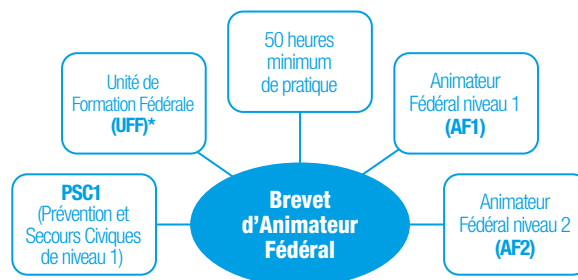 50 heures
minimum
de pratique
Unité de
Formation Fédérale
(UFF)*
Animateur
Fédéral niveau 1
(AF1)
PSC1
(Prévention et
Secours Civiques
de niveau 1)
Brevet
d’Animateur
Fédéral
Animateur
Fédéral niveau 2
(AF2)